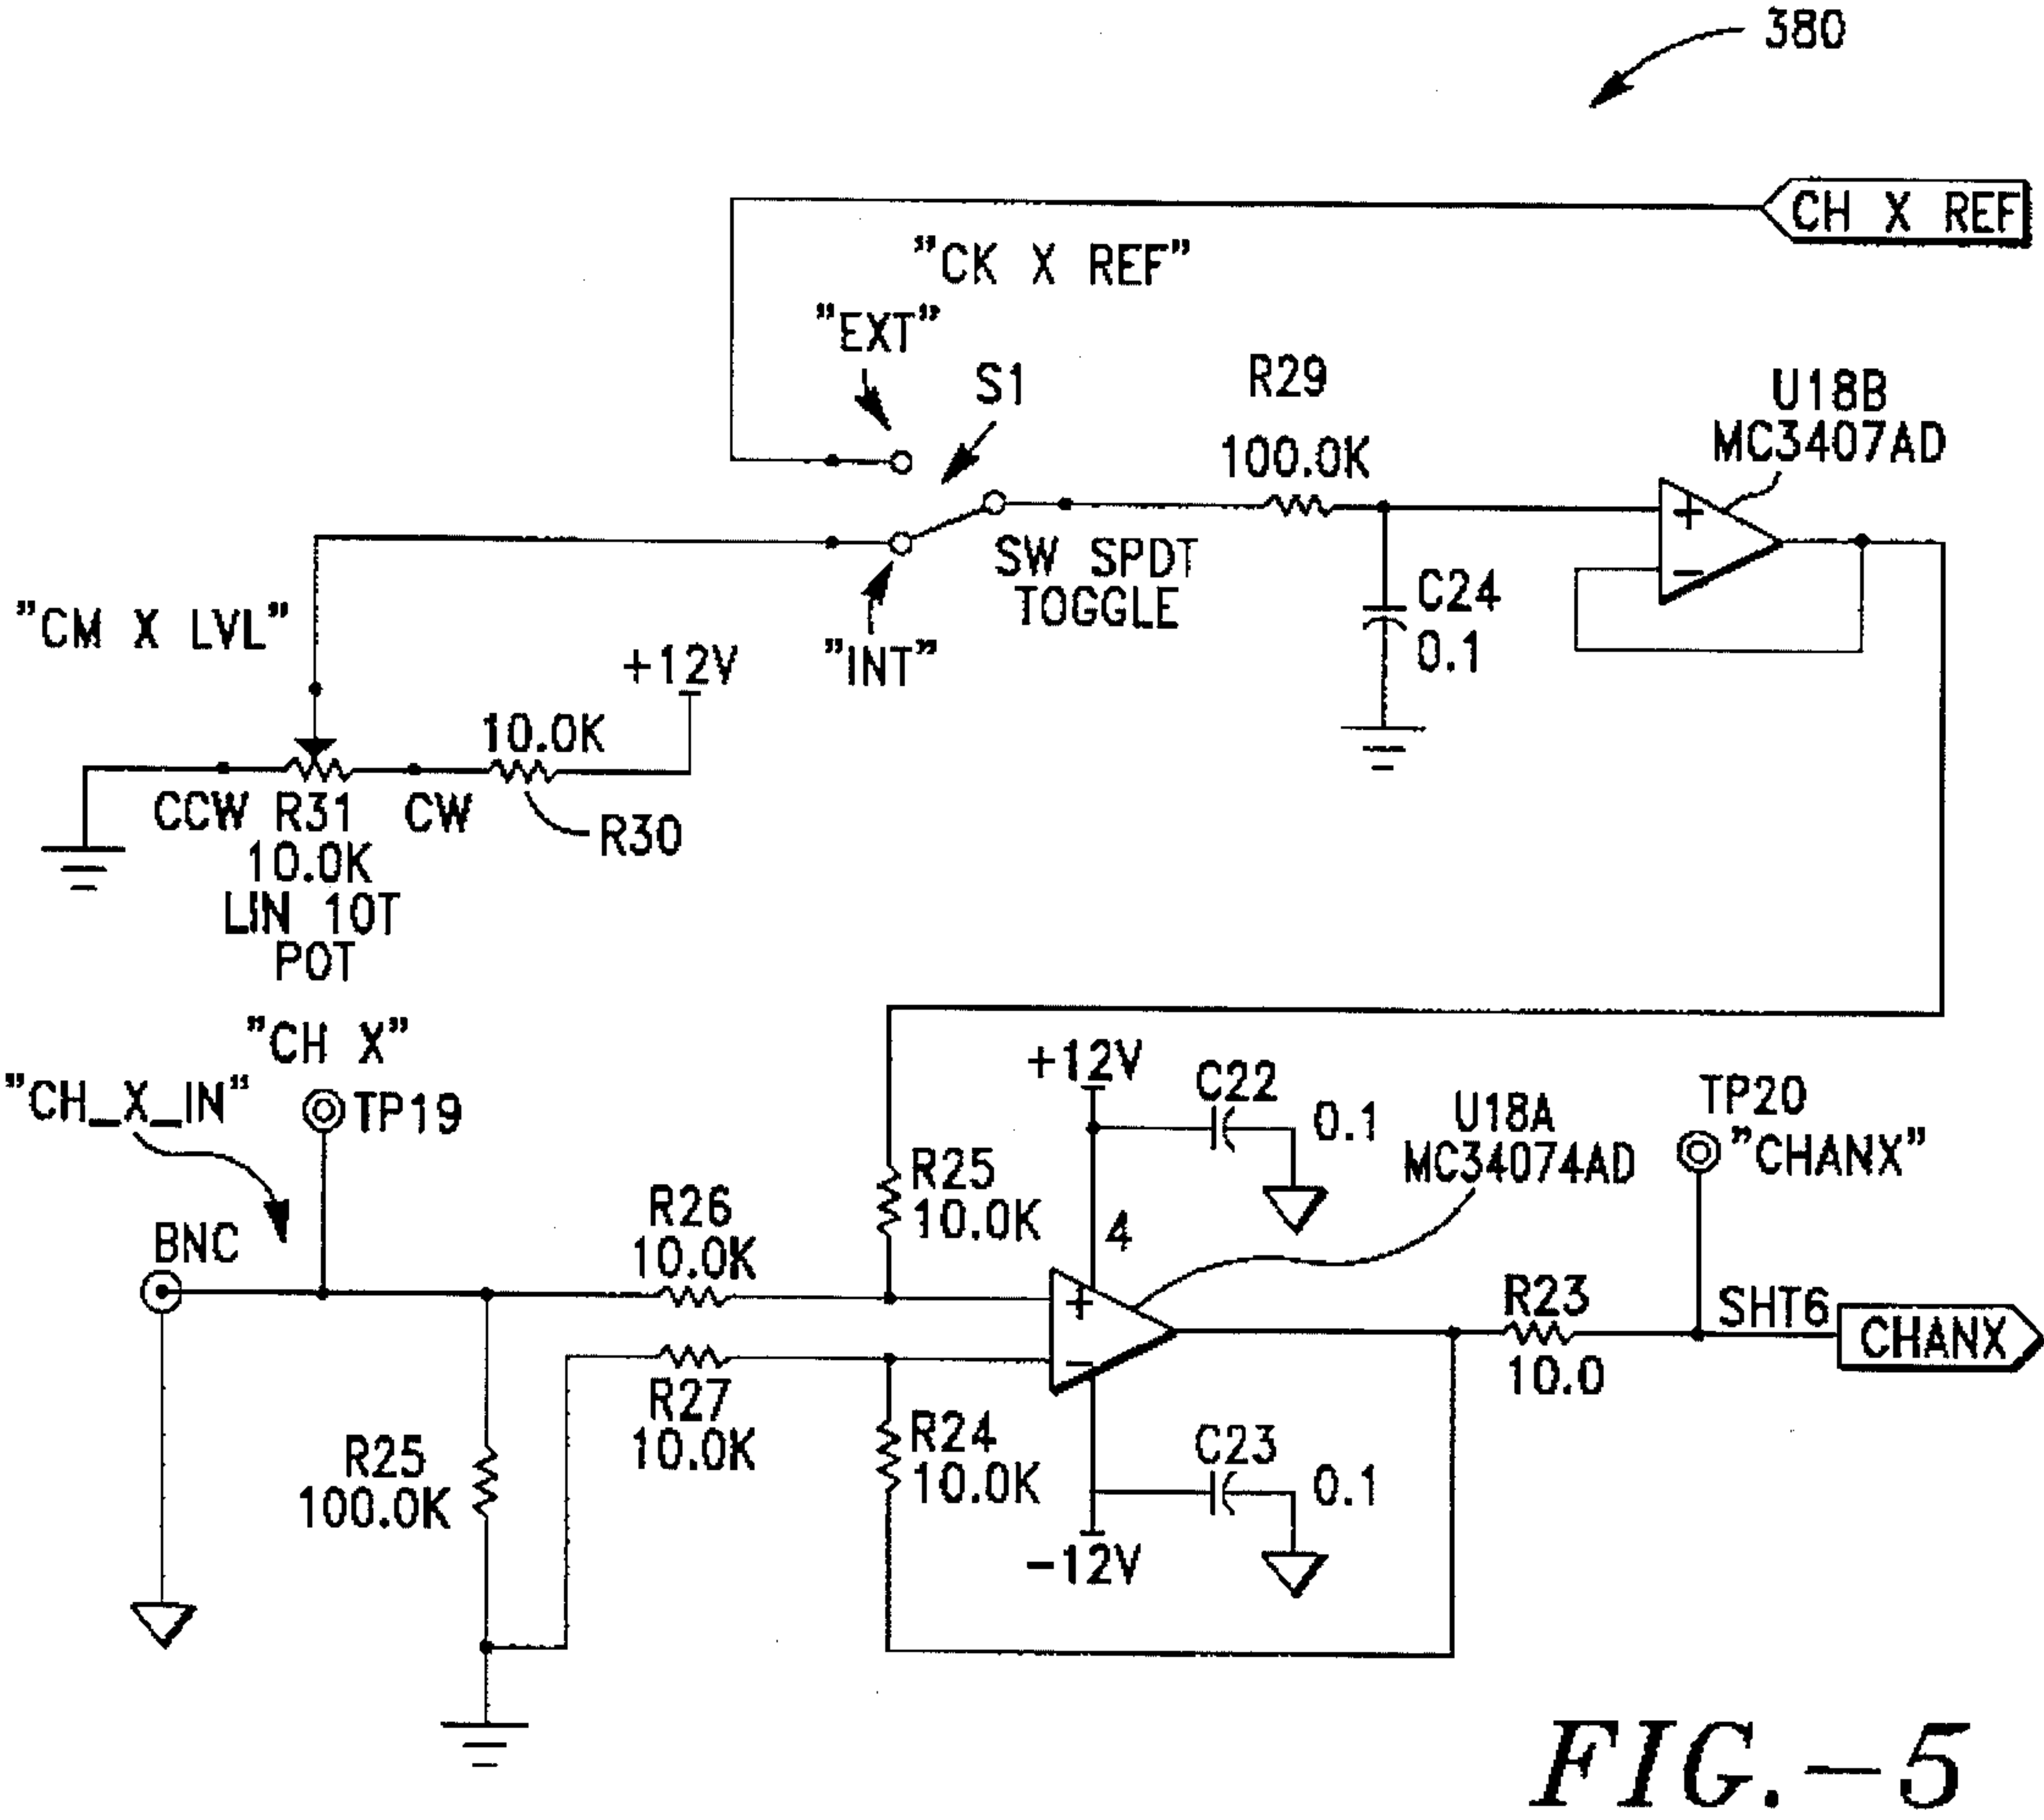 380
CH X REF
"CK X REF"
"EXT"
S1
R29
100.0K
U18B
MC3407AD
+
−
SW SPDT
TOGGLE
C24
0.1
"INT"
"CM X LVL"
+12V
10.0K
CCW
R31
CW
R30
10.0K
LIN 10T
POT
"CH X"
"CH_X_IN"
TP19
BNC
R26
10.0K
R25
10.0K
+12V
C22
0.1
4
U18A
MC34074AD
TP20
"CHANX"
+
−
R23
10.0
SHT6
CHANX
R27
10.0K
R24
10.0K
R25
100.0K
C23
0.1
-12V
FIG.-5